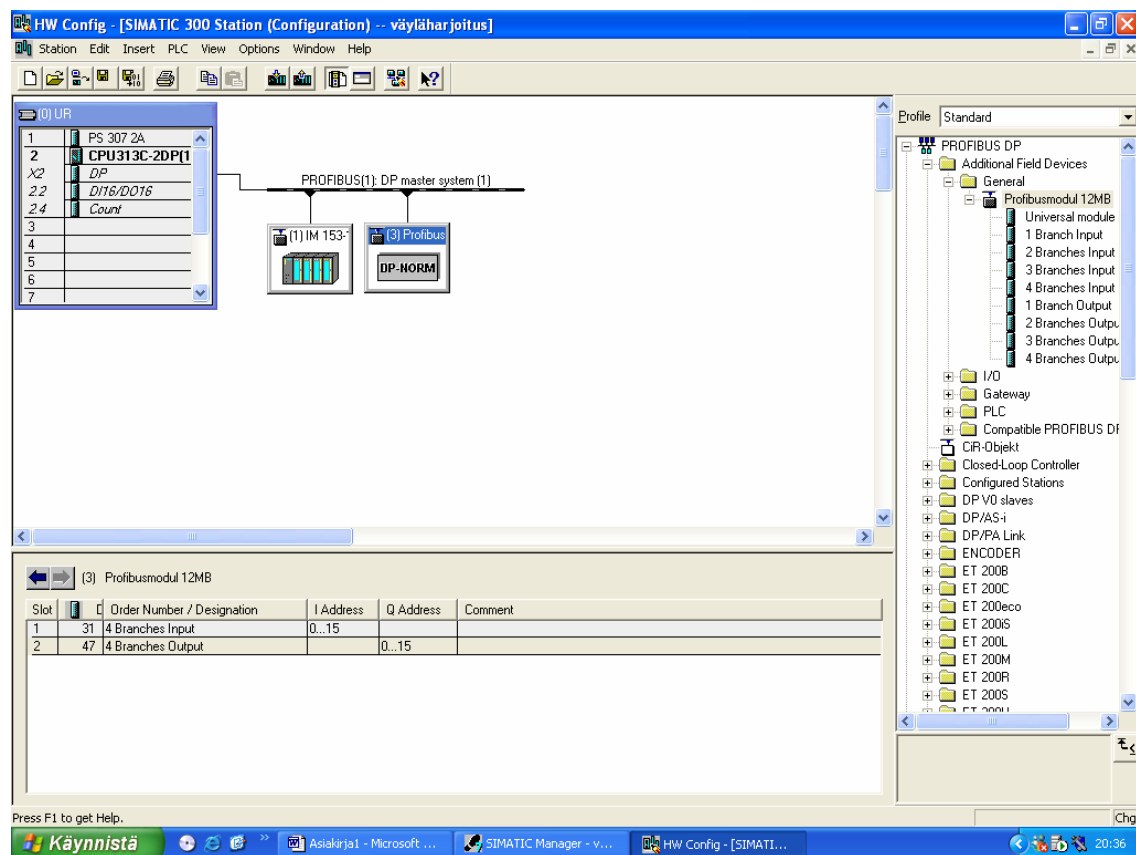 HW Config - [SIMATIC 300 Station (Configuration) -- väyläharjoitus]
Station Edit Insert PLC View Options Window Help
(0) UR
1 PS 307 2A
2 CPU313C-2DP(1
X2 DP
2.2 DI16/DO16
2.4 Count
3
4
5
6
7
PROFIBUS(1): DP master system (1)
(1) IM 153-1
(3) Profibus
DP-NORM
Profile Standard
PROFIBUS DP
Additional Field Devices
General
Profibusmodul 12MB
Universal module
1 Branch Input
2 Branches Input
3 Branches Input
4 Branches Input
1 Branch Output
2 Branches Outpu
3 Branches Outpu
4 Branches Outpu
I/O
Gateway
PLC
Compatible PROFIBUS DP
CiR-Objekt
Closed-Loop Controller
Configured Stations
DP V0 slaves
DP/AS-i
DP/PA Link
ENCODER
ET 200B
ET 200C
ET 200eco
ET 200iS
ET 200L
ET 200M
ET 200R
ET 200S
ET 200U
(3) Profibusmodul 12MB
Slot D Order Number / Designation I Address Q Address Comment
1 31 4 Branches Input 0...15
2 47 4 Branches Output 0...15
Press F1 to get Help.
Chg
Käynnistä
Asiakirja1 - Microsoft ...
SIMATIC Manager - v...
HW Config - [SIMATI...
20:36